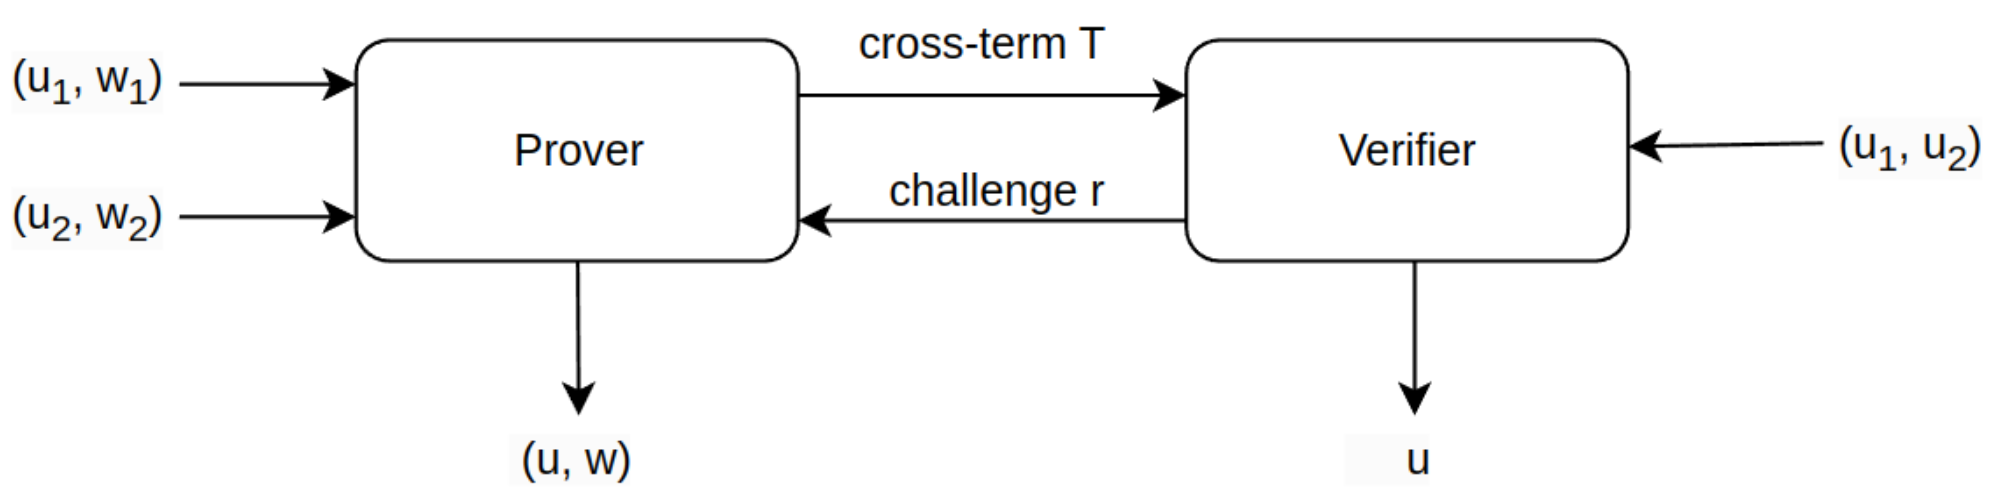 cross-term T
(u₁, w₁)
Prover
Verifier
(u₁, u₂)
challenge r
(u₂, w₂)
(u, w)
u